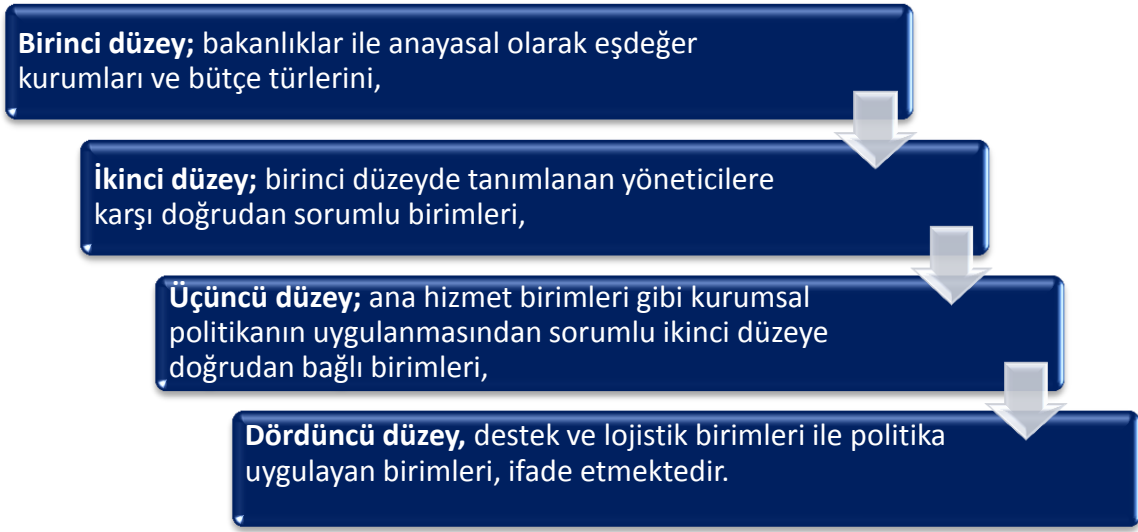 Birinci düzey; bakanlıklar ile anayasal olarak eşdeğer
kurumları ve bütçe türlerini,
İkinci düzey; birinci düzeyde tanımlanan yöneticilere
karşı doğrudan sorumlu birimleri,
Üçüncü düzey; ana hizmet birimleri gibi kurumsal
politikanın uygulanmasından sorumlu ikinci düzeye
doğrudan bağlı birimleri,
Dördüncü düzey, destek ve lojistik birimleri ile politika
uygulayan birimleri, ifade etmektedir.